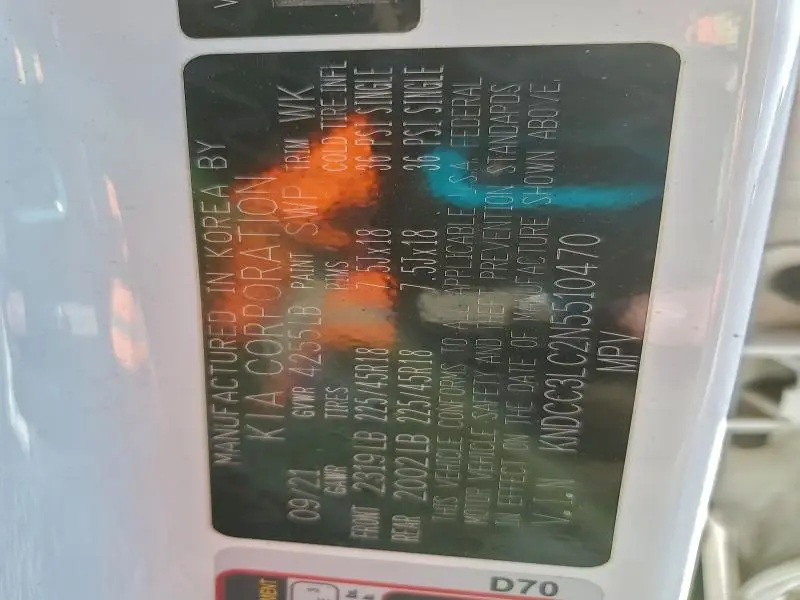 MANUFACTURED IN KOREA BY
KIA CORPORATION
09/21 GVWR 4255LB PAINT SWP TRIM WK
GAWR TIRES RIMS COLD TIRE INFL
FRONT 2319LB 225/45R18 7.5Jx18 36 PSI SINGLE
REAR 2002LB 225/45R18 7.5Jx18 36 PSI SINGLE
THIS VEHICLE CONFORMS TO ALL APPLICABLE U.S.A. FEDERAL
MOTOR VEHICLE SAFETY AND THEFT PREVENTION STANDARDS
IN EFFECT ON THE DATE OF MANUFACTURE SHOWN ABOVE.
V.I.N KNDCC3LC2N5510470
MPV
D70